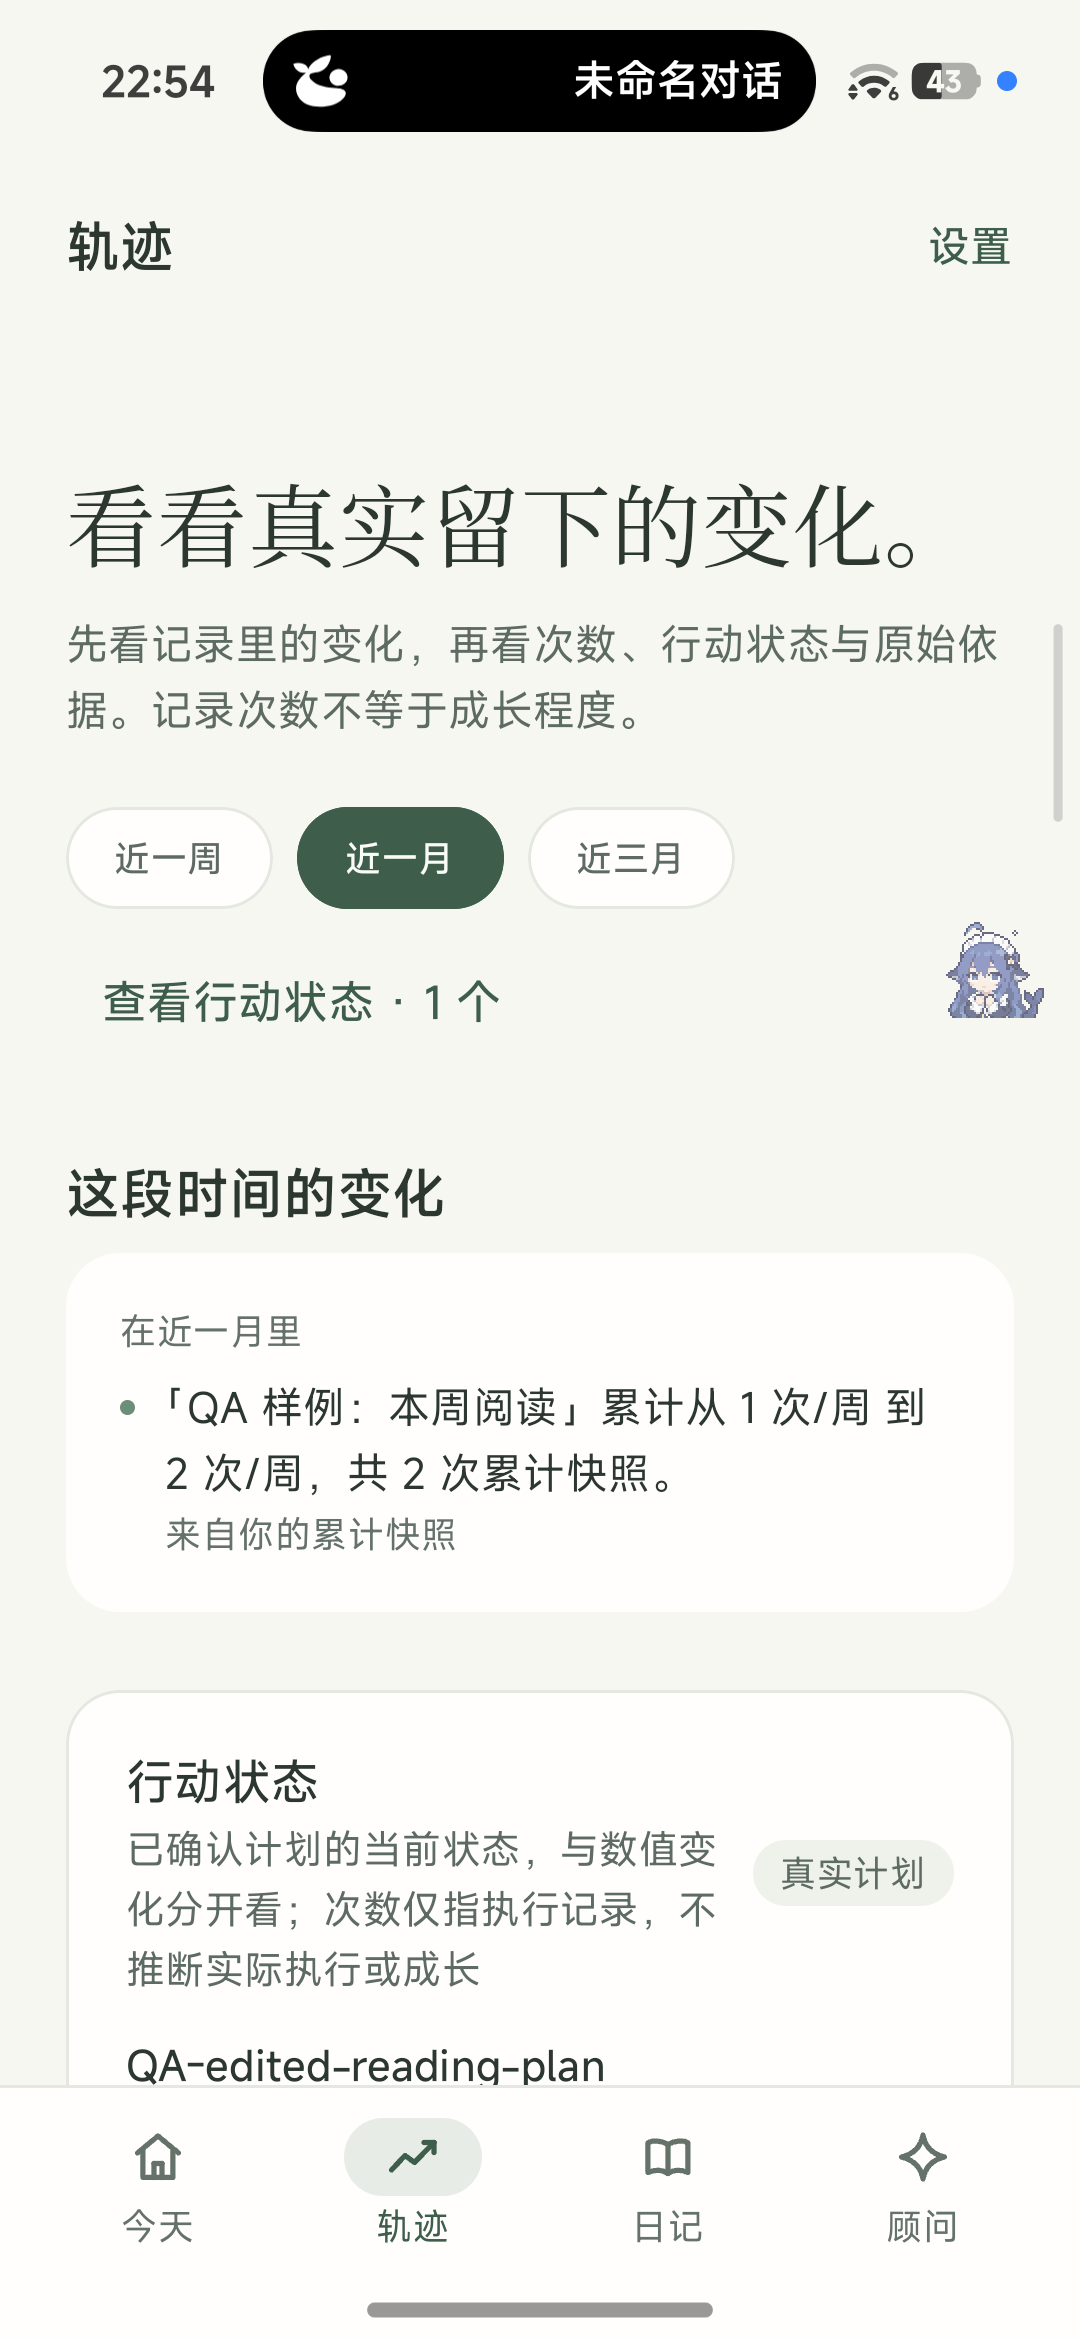 22:54
未命名对话
6
43
轨迹
设置
看看真实留下的变化。
先看记录里的变化，再看次数、行动状态与原始依
据。记录次数不等于成长程度。
近一周
近一月
近三月
查看行动状态 · 1 个
这段时间的变化
在近一月里
「QA 样例：本周阅读」累计从 1 次/周 到
2 次/周，共 2 次累计快照。
来自你的累计快照
行动状态
已确认计划的当前状态，与数值变
化分开看；次数仅指执行记录，不
推断实际执行或成长
真实计划
QA-edited-reading-plan
今天
轨迹
日记
顾问